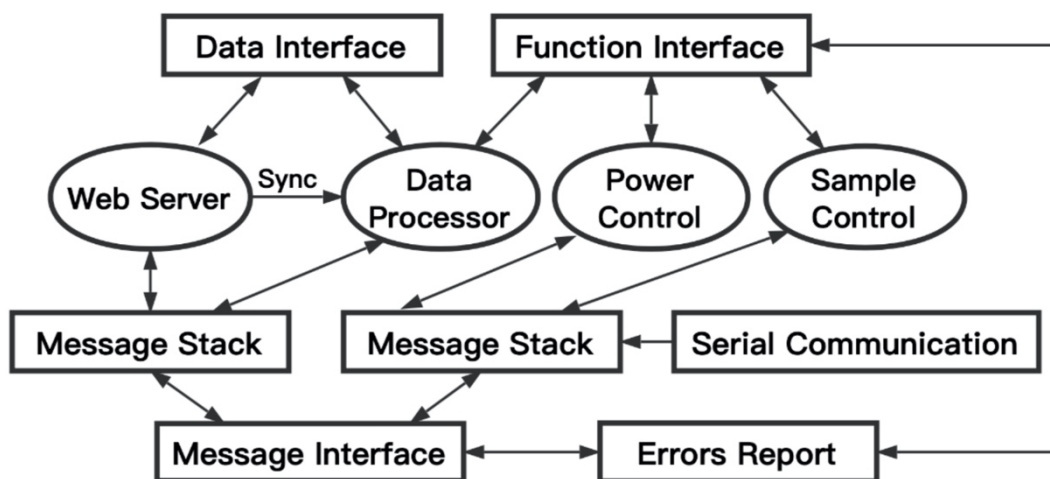 Data Interface
Function Interface
Web Server
Sync
Data
Processor
Power
Control
Sample
Control
Message Stack
Message Stack
Serial Communication
Message Interface
Errors Report